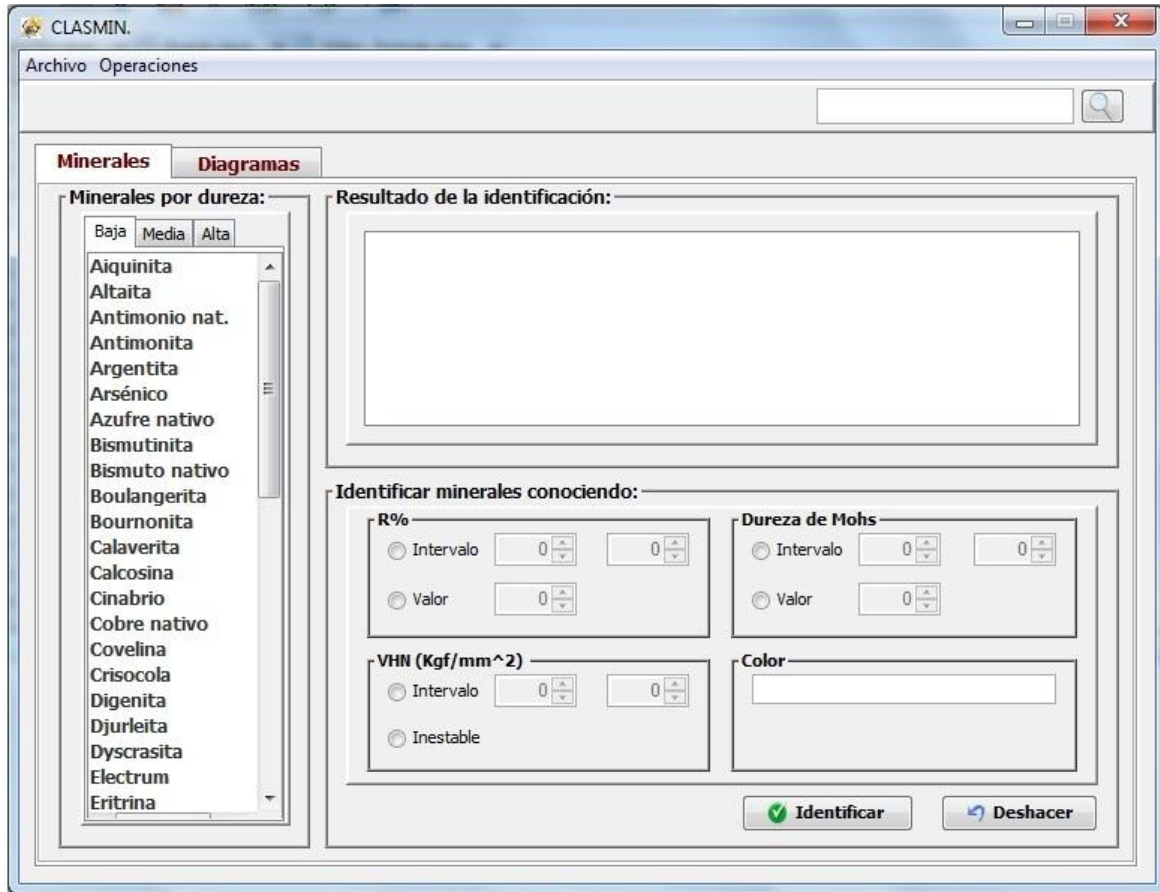 CLASMIN.
Archivo Operaciones
Minerales Diagramas
Minerales por dureza:
Baja Media Alta
Aiquinita
Altaita
Antimonio nat.
Antimonita
Argentita
Arsénico
Azufre nativo
Bismutinita
Bismuto nativo
Boulangerita
Bournonita
Calaverita
Calcosina
Cinabrio
Cobre nativo
Covelina
Crisocola
Digenita
Djurleita
Dyscrasita
Electrum
Eritrina
Resultado de la identificación:
Identificar minerales conociendo:
R%
Intervalo 0 0
Valor 0
Dureza de Mohs
Intervalo 0 0
Valor 0
VHN (Kgf/mm^2)
Intervalo 0 0
Inestable
Color
Identificar Deshacer